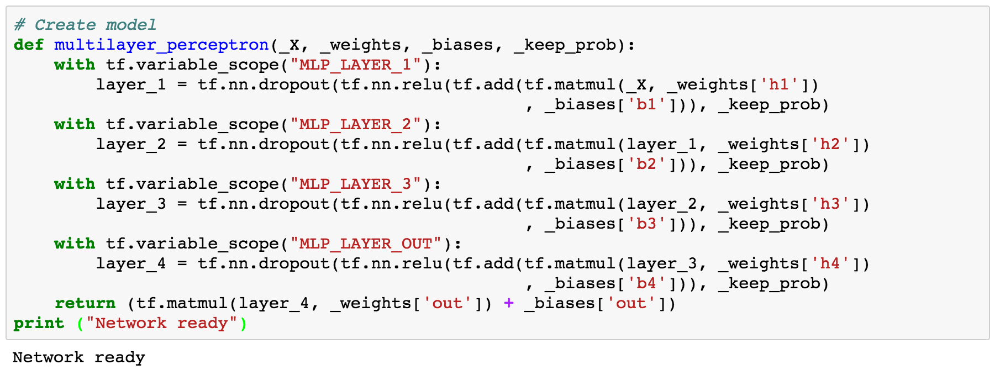 # Create model
def multilayer_perceptron(_X, _weights, _biases, _keep_prob):
    with tf.variable_scope("MLP_LAYER_1"):
        layer_1 = tf.nn.dropout(tf.nn.relu(tf.add(tf.matmul(_X, _weights['h1'])
                                                  , _biases['b1'])), _keep_prob)
    with tf.variable_scope("MLP_LAYER_2"):
        layer_2 = tf.nn.dropout(tf.nn.relu(tf.add(tf.matmul(layer_1, _weights['h2'])
                                                  , _biases['b2'])), _keep_prob)
    with tf.variable_scope("MLP_LAYER_3"):
        layer_3 = tf.nn.dropout(tf.nn.relu(tf.add(tf.matmul(layer_2, _weights['h3'])
                                                  , _biases['b3'])), _keep_prob)
    with tf.variable_scope("MLP_LAYER_OUT"):
        layer_4 = tf.nn.dropout(tf.nn.relu(tf.add(tf.matmul(layer_3, _weights['h4'])
                                                  , _biases['b4'])), _keep_prob)
    return (tf.matmul(layer_4, _weights['out']) + _biases['out'])
print ("Network ready")
Network ready